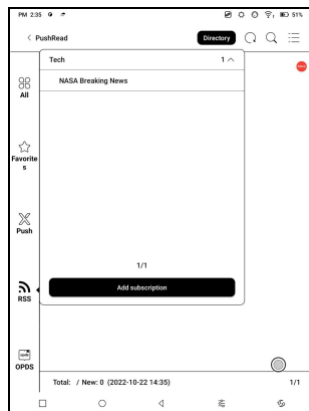 PM 2:35
51%
PushRead
Directory
Tech 1
NASA Breaking News
All
Favorite
s
Push
RSS
OPDS
1/1
Add subscription
Total: / New: 0 (2022-10-22 14:35)
1/1